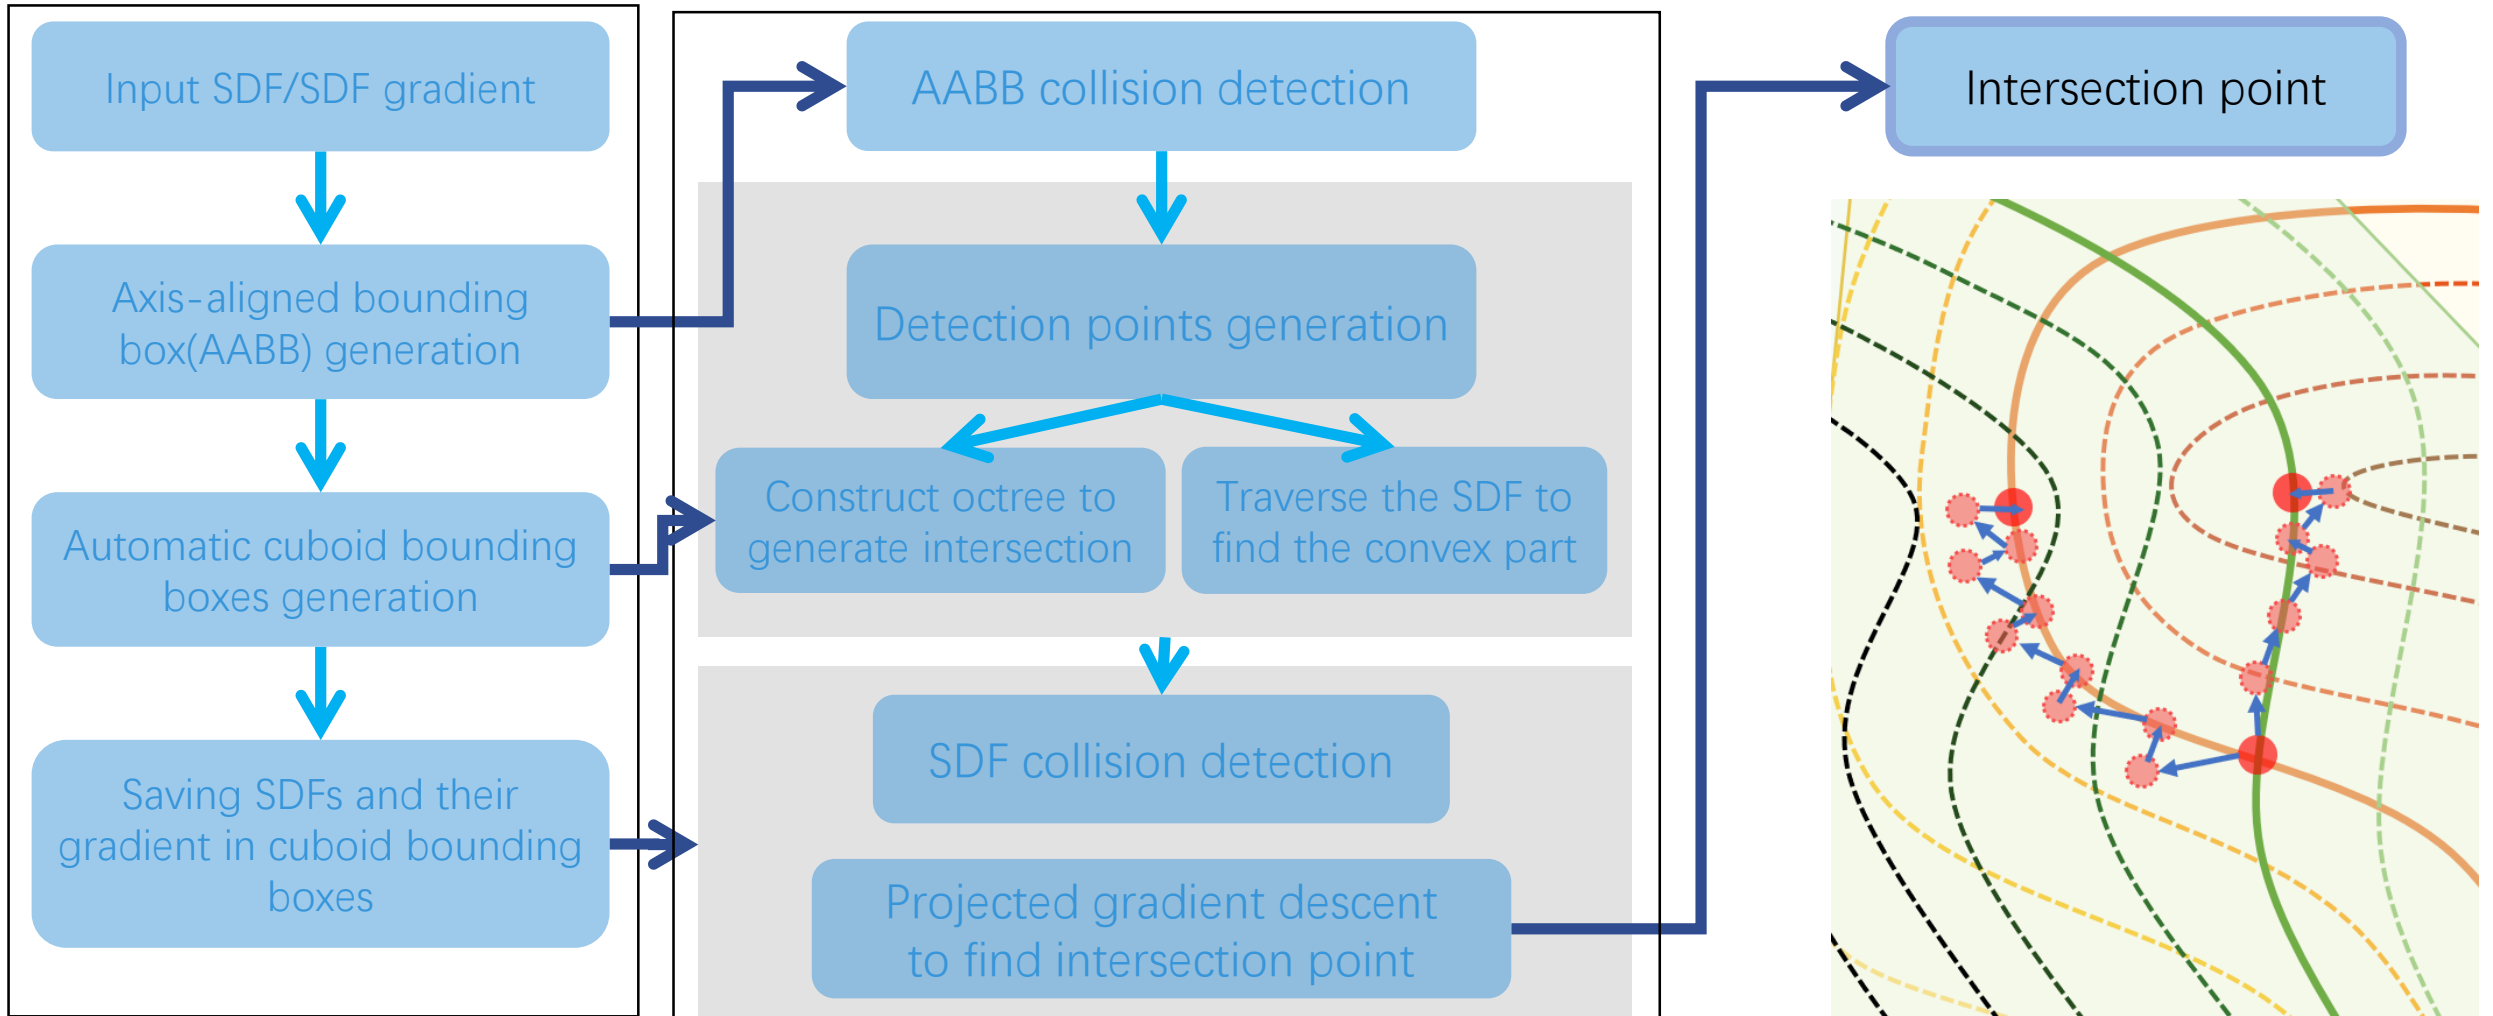 Input SDF/SDF gradient
Axis-aligned bounding
box(AABB) generation
Automatic cuboid bounding
boxes generation
Saving SDFs and their
gradient in cuboid bounding
boxes
AABB collision detection
Detection points generation
Construct octree to
generate intersection
Traverse the SDF to
find the convex part
SDF collision detection
Projected gradient descent
to find intersection point
Intersection point